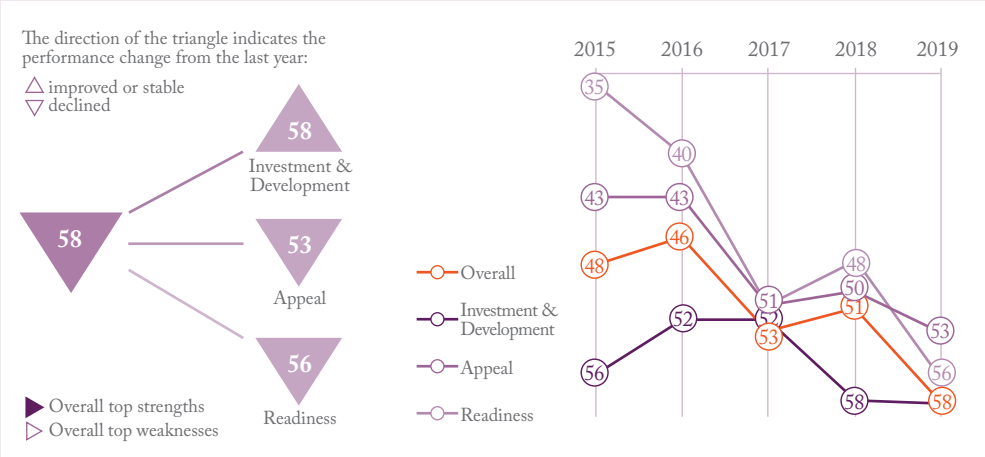 The direction of the triangle indicates the
performance change from the last year:
improved or stable
declined
58
58
Investment &
Development
53
Appeal
56
Readiness
Overall top strengths
Overall top weaknesses
2015 2016 2017 2018 2019
35
40
43 43
48 46
51
52 52
53
56
48
50
51
58
53
56
58
Overall
Investment &
Development
Appeal
Readiness